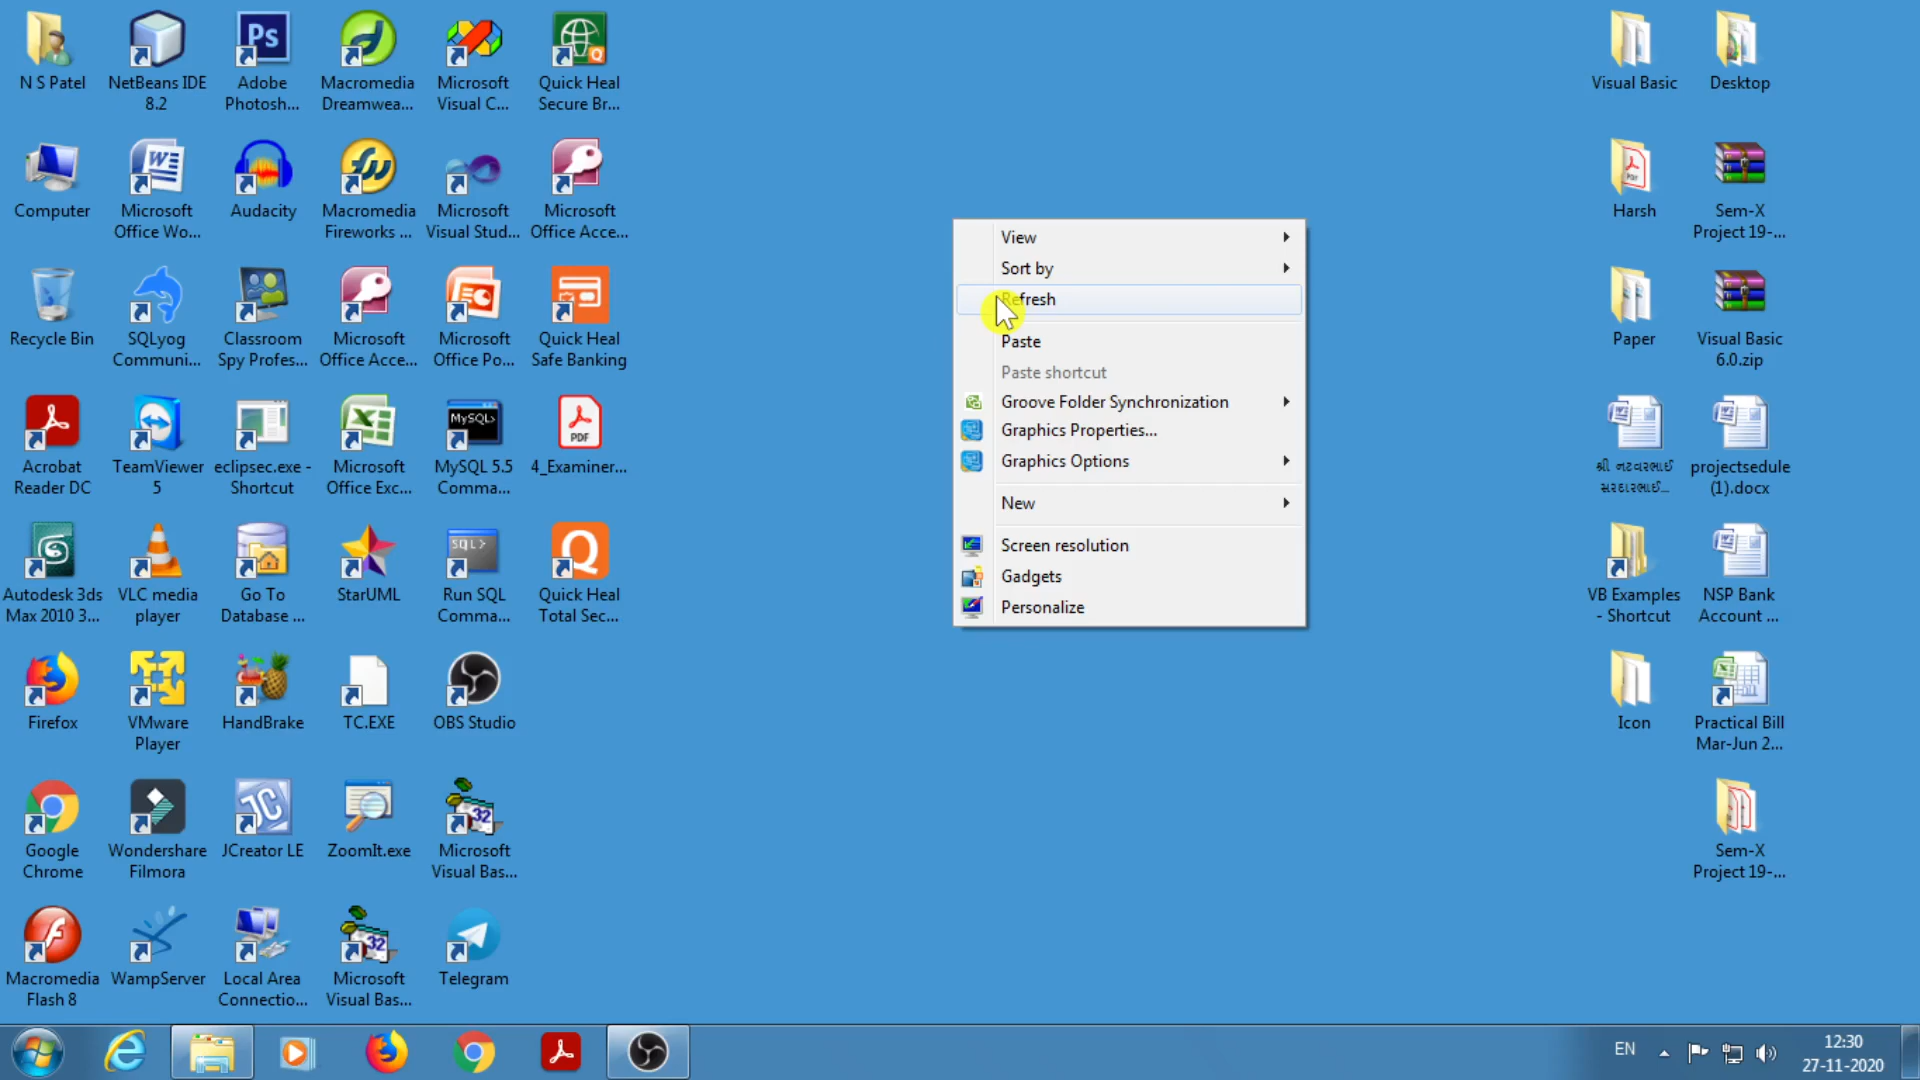 N S Patel
NetBeans IDE
8.2
Adobe
Photosh...
Macromedia
Dreamwea...
Microsoft
Visual C...
Quick Heal
Secure Br...
Computer
Microsoft
Office Wo...
Audacity
Macromedia
Fireworks ...
Microsoft
Visual Stud...
Microsoft
Office Acce...
Recycle Bin
SQLyog
Communi...
Classroom
Spy Profes...
Microsoft
Office Acce...
Microsoft
Office Po...
Quick Heal
Safe Banking
Acrobat
Reader DC
TeamViewer
5
eclipsec.exe -
Shortcut
Microsoft
Office Exc...
MySQL>
MySQL 5.5
Comma...
PDF
4_Examiner...
Autodesk 3ds
Max 2010 3...
VLC media
player
Go To
Database ...
StarUML
SQL>
Run SQL
Comma...
Quick Heal
Total Sec...
Firefox
VMware
Player
HandBrake
TC.EXE
OBS Studio
Google
Chrome
Wondershare
Filmora
JCreator LE
ZoomIt.exe
Microsoft
Visual Bas...
Macromedia
Flash 8
WampServer
Local Area
Connectio...
Microsoft
Visual Bas...
Telegram
View
Sort by
Refresh
Paste
Paste shortcut
Groove Folder Synchronization
Graphics Properties...
Graphics Options
New
Screen resolution
Gadgets
Personalize
Visual Basic
Desktop
Harsh
Sem-X
Project 19-...
Paper
Visual Basic
6.0.zip
શ્રી નટવરભાઈ
સરદારભાઈ...
projectsedule
(1).docx
VB Examples
- Shortcut
NSP Bank
Account ...
Icon
Practical Bill
Mar-Jun 2...
Sem-X
Project 19-...
EN
12:30
27-11-2020